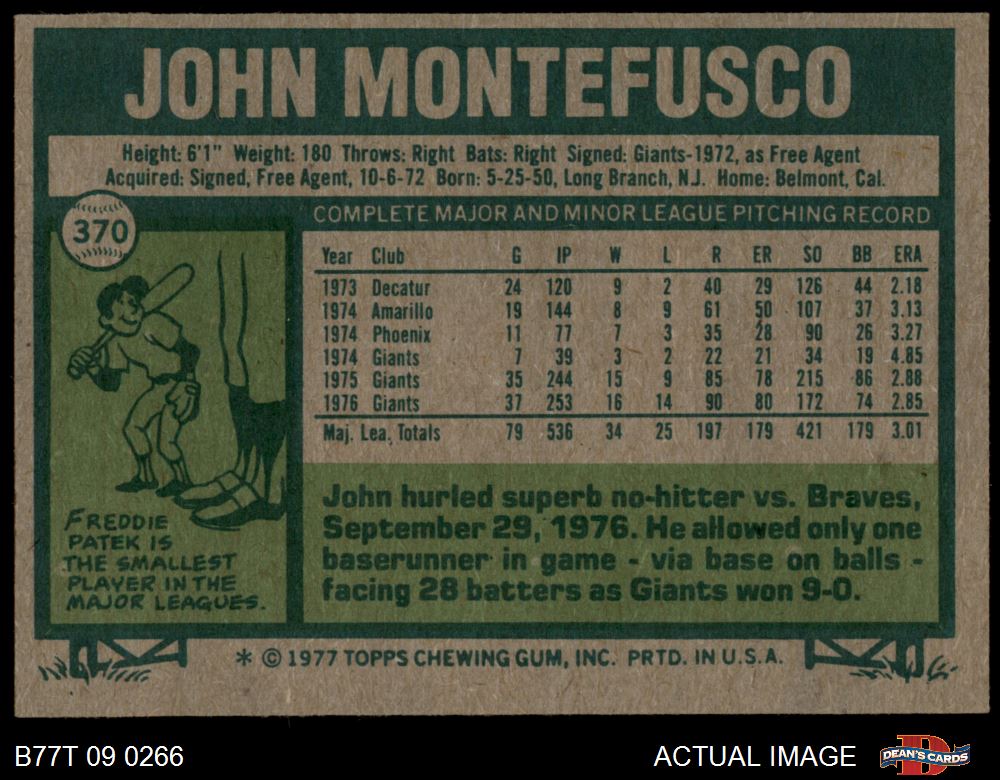 JOHN MONTEFUSCO
Height: 6'1" Weight: 180 Throws: Right Bats: Right Signed: Giants-1972, as Free Agent
Acquired: Signed, Free Agent, 10-6-72 Born: 5-25-50, Long Branch, N.J. Home: Belmont, Cal.
370
COMPLETE MAJOR AND MINOR LEAGUE PITCHING RECORD
Year Club G IP W L R ER SO BB ERA
1973 Decatur 24 120 9 2 40 29 126 44 2.18
1974 Amarillo 19 144 8 9 61 50 107 37 3.13
1974 Phoenix 11 77 7 3 35 28 90 26 3.27
1974 Giants 7 39 3 2 22 21 34 19 4.85
1975 Giants 35 244 15 9 85 78 215 86 2.88
1976 Giants 37 253 16 14 90 80 172 74 2.85
Maj. Lea. Totals 79 536 34 25 197 179 421 179 3.01
FREDDIE
PATEK IS
THE SMALLEST
PLAYER IN THE
MAJOR LEAGUES.
John hurled superb no-hitter vs. Braves,
September 29, 1976. He allowed only one
baserunner in game - via base on balls -
facing 28 batters as Giants won 9-0.
* © 1977 TOPPS CHEWING GUM, INC. PRTD. IN U.S.A.
B77T 09 0266
ACTUAL IMAGE
DEAN'S CARDS